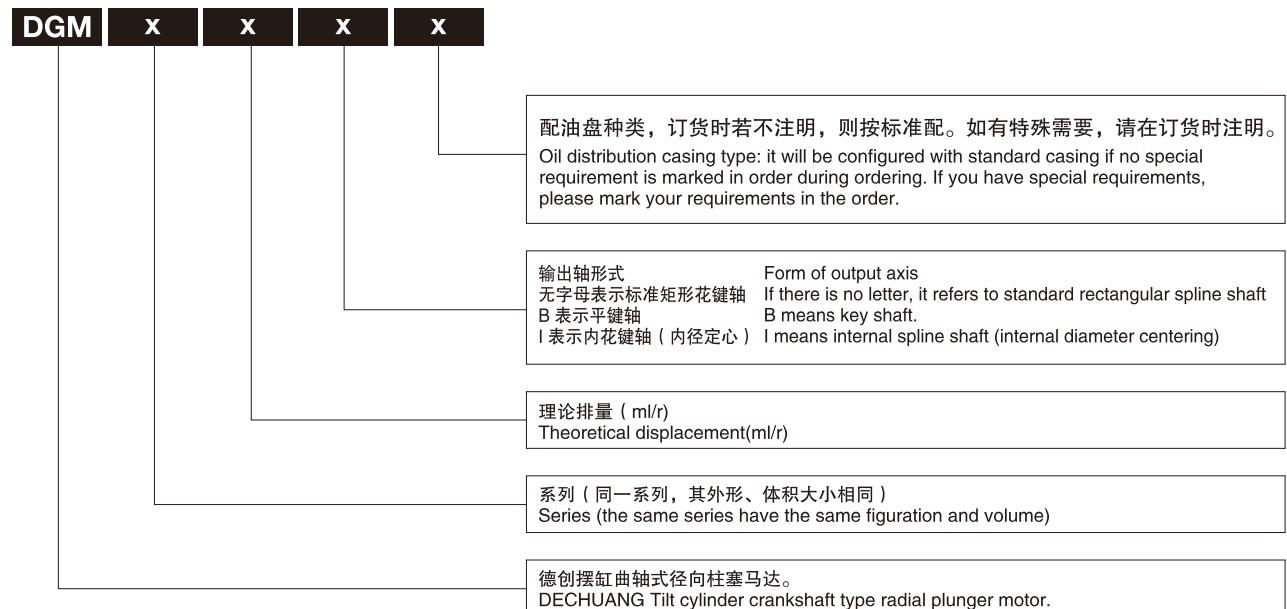 DGM x x x x
配油盘种类，订货时若不注明，则按标准配。如有特殊需要，请在订货时注明。
Oil distribution casing type: it will be configured with standard casing if no special
requirement is marked in order during ordering. If you have special requirements,
please mark your requirements in the order.
输出轴形式 Form of output axis
无字母表示标准矩形花键轴 If there is no letter, it refers to standard rectangular spline shaft
B 表示平键轴 B means key shaft.
I 表示内花键轴（内径定心） I means internal spline shaft (internal diameter centering)
理论排量（ml/r)
Theoretical displacement(ml/r)
系列（同一系列，其外形、体积大小相同）
Series (the same series have the same figuration and volume)
德创摆缸曲轴式径向柱塞马达。
DECHUANG Tilt cylinder crankshaft type radial plunger motor.